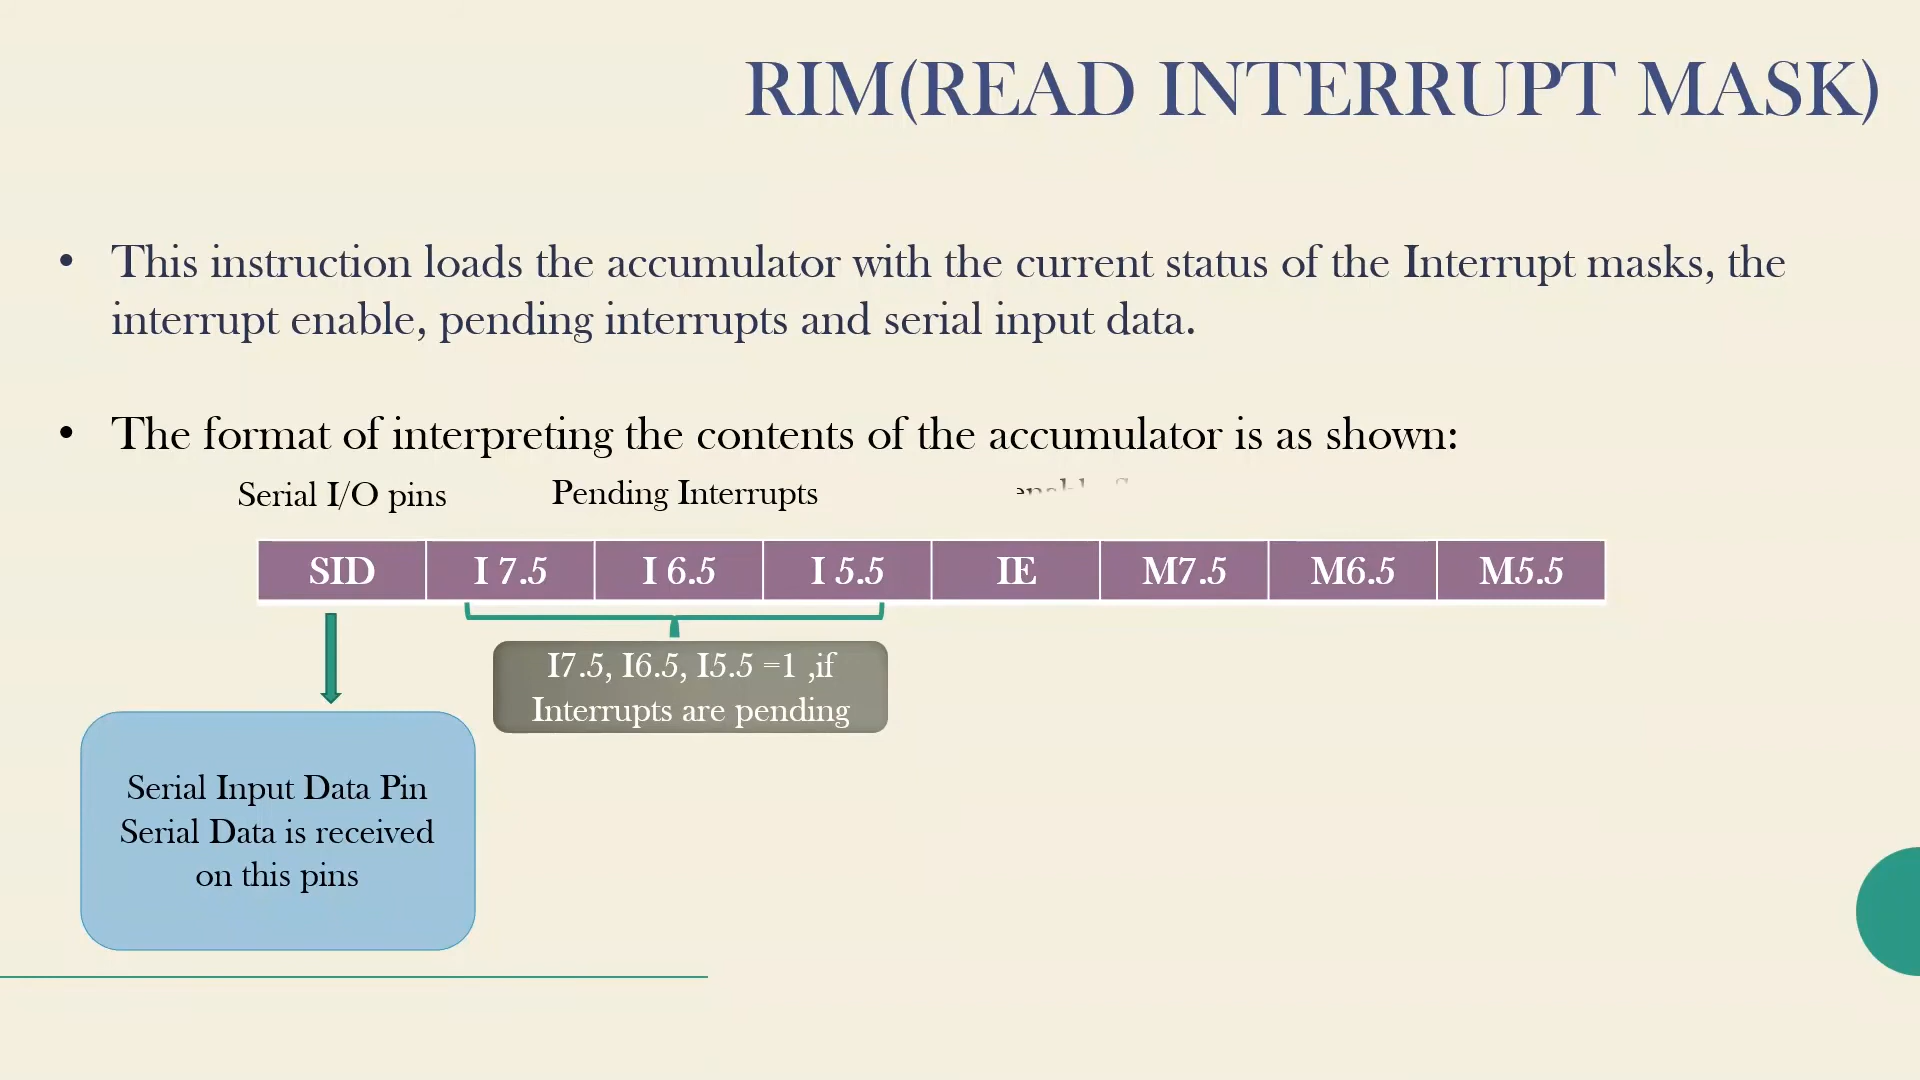 RIM(READ INTERRUPT MASK)
• This instruction loads the accumulator with the current status of the Interrupt masks, the
interrupt enable, pending interrupts and serial input data.
• The format of interpreting the contents of the accumulator is as shown:
Serial I/O pins Pending Interrupts
SID I 7.5 I 6.5 I 5.5 IE M7.5 M6.5 M5.5
I7.5, I6.5, I5.5 =1 ,if
Interrupts are pending
Serial Input Data Pin
Serial Data is received
on this pins